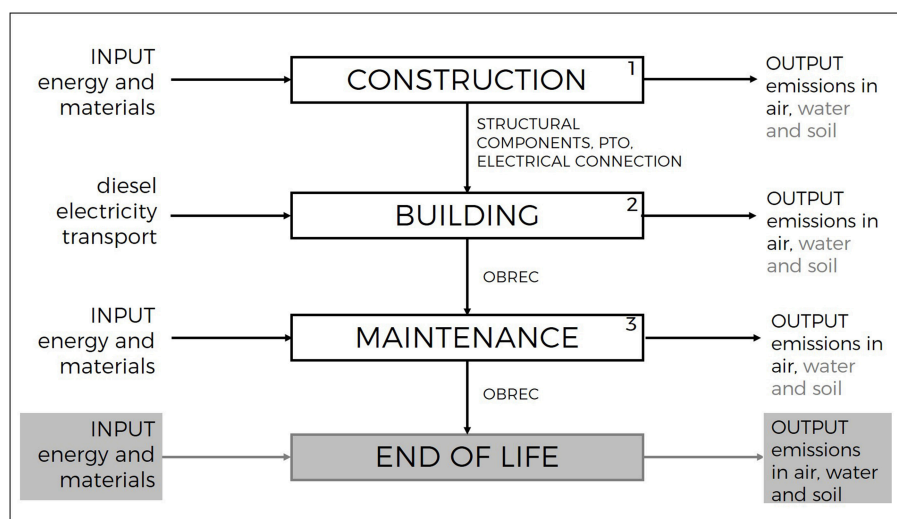 INPUT
energy and
materials
CONSTRUCTION
1
OUTPUT
emissions in
air, water
and soil
STRUCTURAL
COMPONENTS, PTO,
ELECTRICAL CONNECTION
diesel
electricity
transport
BUILDING
2
OUTPUT
emissions in
air, water
and soil
OBREC
INPUT
energy and
materials
MAINTENANCE
3
OUTPUT
emissions in
air, water
and soil
OBREC
INPUT
energy and
materials
END OF LIFE
OUTPUT
emissions
in air, water
and soil